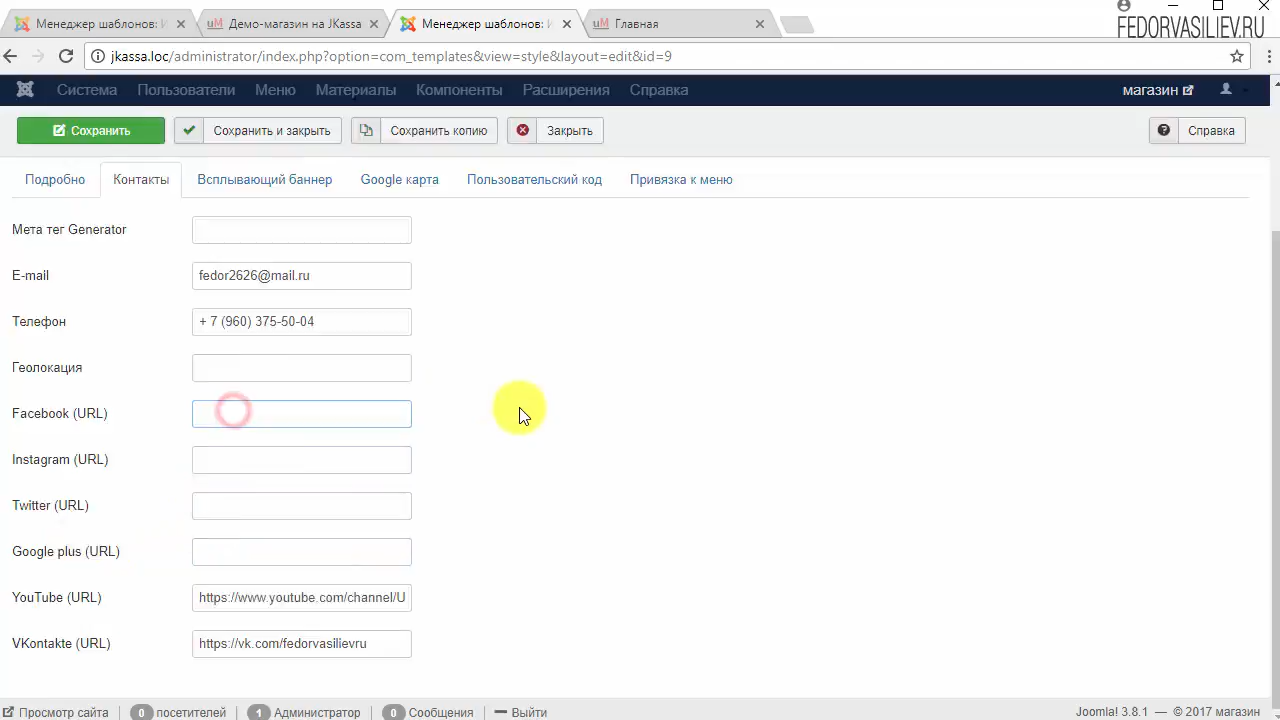 Менеджер шаблонов: И
Демо-магазин на JKassa
Менеджер шаблонов: И
Главная
FEDORVASILIEV.RU
jkassa.loc/administrator/index.php?option=com_templates&view=style&layout=edit&id=9
Система Пользователи Меню Материалы Компоненты Расширения Справка магазин
Сохранить Сохранить и закрыть Сохранить копию Закрыть Справка
Подробно Контакты Всплывающий баннер Google карта Пользовательский код Привязка к меню
Мета тег Generator
E-mail fedor2626@mail.ru
Телефон + 7 (960) 375-50-04
Геолокация
Facebook (URL)
Instagram (URL)
Twitter (URL)
Google plus (URL)
YouTube (URL) https://www.youtube.com/channel/U
VKontakte (URL) https://vk.com/fedorvasilievru
Просмотр сайта 0 посетителей 1 Администратор 0 Сообщения Выйти Joomla! 3.8.1 — © 2017 магазин